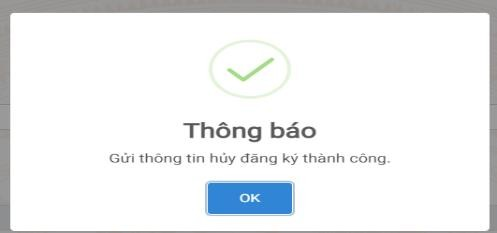 Thông báo
Gửi thông tin hủy đăng ký thành công.
OK